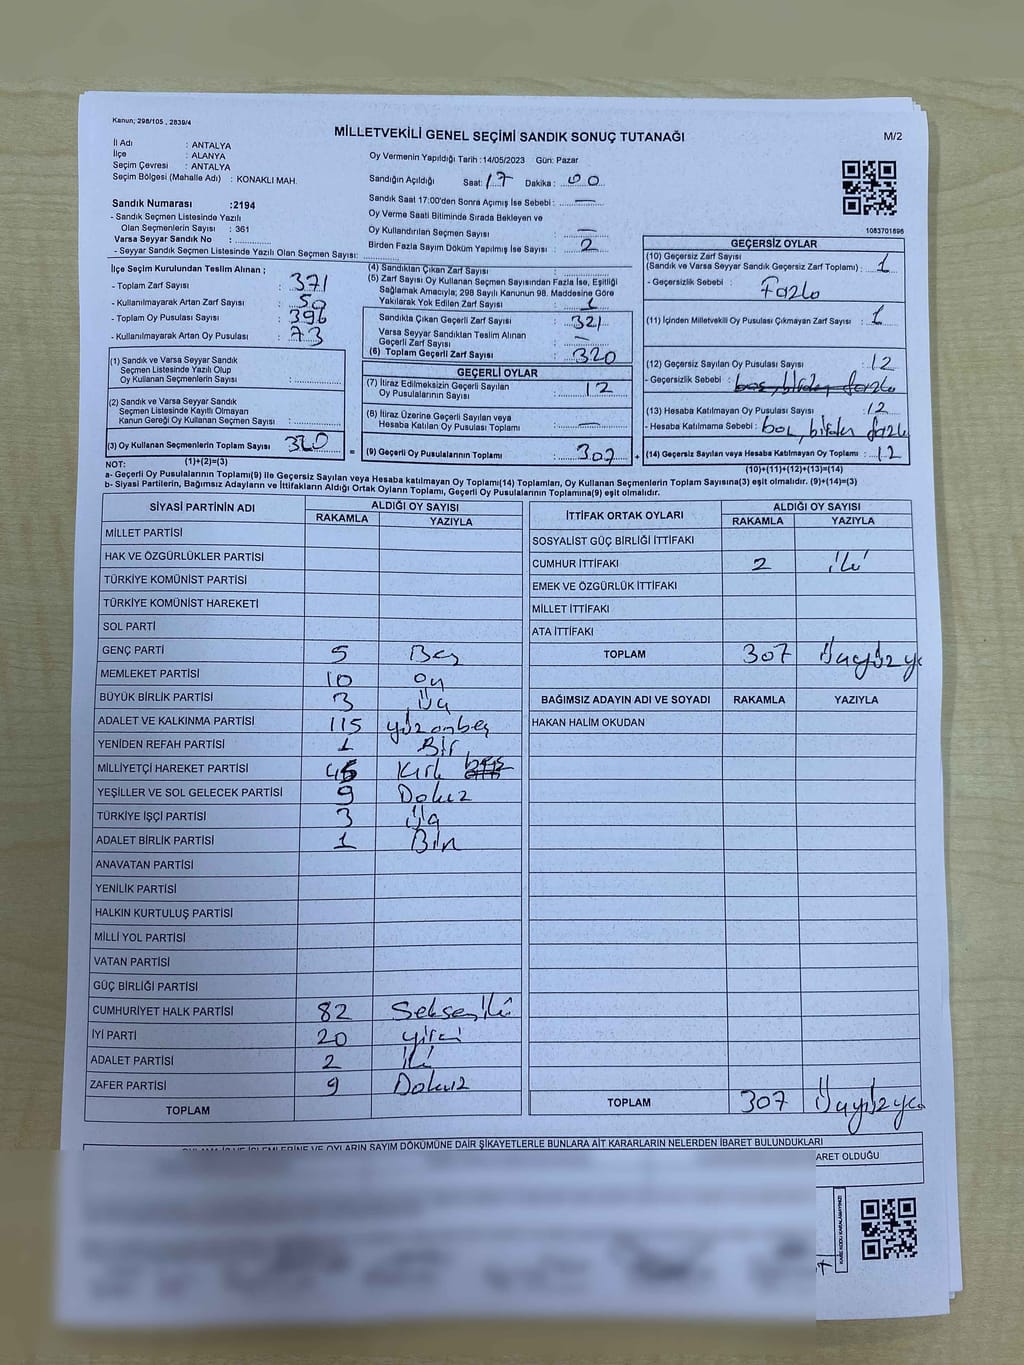 Kanun; 298/105 , 2839/4
MİLLETVEKİLİ GENEL SEÇİMİ SANDIK SONUÇ TUTANAĞI
M/2
İl Adı : ANTALYA
İlçe : ALANYA
Seçim Çevresi : ANTALYA
Seçim Bölgesi (Mahalle Adı) : KONAKLI MAH.
Sandık Numarası :2194
- Sandık Seçmen Listesinde Yazılı
Olan Seçmenlerin Sayısı : 361
Varsa Seyyar Sandık No : ............
- Seyyar Sandık Seçmen Listesinde Yazılı Olan Seçmen Sayısı: ............
Oy Vermenin Yapıldığı Tarih :14/05/2023 Gün: Pazar
Sandığın Açıldığı Saat: 17 Dakika : 00
Sandık Saat 17:00'den Sonra Açımış İse Sebebi : —
Oy Verme Saati Bitiminde Sırada Bekleyen ve
Oy Kullandırılan Seçmen Sayısı : —
Birden Fazla Sayım Döküm Yapılmış İse Sayısı : 2
1083701896
İlçe Seçim Kurulundan Teslim Alınan ;
- Toplam Zarf Sayısı : 371
- Kullanılmayarak Artan Zarf Sayısı : 50
- Toplam Oy Pusulası Sayısı : 396
- Kullanılmayarak Artan Oy Pusulası : 73
(1) Sandık ve Varsa Seyyar Sandık
Seçmen Listesinde Yazılı Olup
Oy Kullanan Seçmenlerin Sayısı : ............
(2) Sandık ve Varsa Seyyar Sandık
Seçmen Listesinde Kayıtlı Olmayan
Kanun Gereği Oy Kullanan Seçmen Sayısı : ............
(3) Oy Kullanan Seçmenlerin Toplam Sayısı : 320
(1)+(2)=(3)
(4) Sandıktan Çıkan Zarf Sayısı : ............
(5) Zarf Sayısı Oy Kullanan Seçmen Sayısından Fazla İse, Eşitliği
Sağlamak Amacıyla; 298 Sayılı Kanunun 98. Maddesine Göre
Yakılarak Yok Edilen Zarf Sayısı : 1
Sandıkta Çıkan Geçerli Zarf Sayısı : 321
Varsa Seyyar Sandıktan Teslim Alınan
Geçerli Zarf Sayısı : —
(6) Toplam Geçerli Zarf Sayısı : 320
GEÇERLİ OYLAR
(7) İtiraz Edilmeksizin Geçerli Sayılan
Oy Pusulalarının Sayısı : 12
(8) İtiraz Üzerine Geçerli Sayılan veya
Hesaba Katılan Oy Pusulası Toplamı : —
= (9) Geçerli Oy Pusulalarının Toplamı : 307 +
GEÇERSİZ OYLAR
(10) Geçersiz Zarf Sayısı
(Sandık ve Varsa Seyyar Sandık Geçersiz Zarf Toplamı) : 1
- Geçersizlik Sebebi : Fazla
(11) İçinden Milletvekili Oy Pusulası Çıkmayan Zarf Sayısı : 1
(12) Geçersiz Sayılan Oy Pusulası Sayısı : 12
- Geçersizlik Sebebi : boş, birden fazla
(13) Hesaba Katılmayan Oy Pusulası Sayısı : 12
- Hesaba Katılmama Sebebi : boş, birden fazla
(14) Geçersiz Sayılan veya Hesaba Katılmayan Oy Toplamı : 12
(10)+(11)+(12)+(13)=(14)
NOT:
a- Geçerli Oy Pusulaları Toplamı(9) İle Geçersiz Sayılan veya Hesaba katılmayan Oy Toplamı(14) Toplamları, Oy Kullanan Seçmenlerin Toplam Sayısına(3) eşit olmalıdır. (9)+(14)=(3)
b- Siyasi Partilerin, Bağımsız Adayların ve İttifakların Aldığı Ortak Oyların Toplamı, Geçerli Oy Pusulalarının Toplamına(9) eşit olmalıdır.
SİYASİ PARTİNİN ADI ALDIĞI OY SAYISI
RAKAMLA YAZIYLA
MİLLET PARTİSİ
HAK VE ÖZGÜRLÜKLER PARTİSİ
TÜRKİYE KOMÜNİST PARTİSİ
TÜRKİYE KOMÜNİST HAREKETİ
SOL PARTİ
GENÇ PARTİ 5 Beş
MEMLEKET PARTİSİ 10 on
BÜYÜK BİRLİK PARTİSİ 3 Üç
ADALET VE KALKINMA PARTİSİ 115 yüzonbeş
YENİDEN REFAH PARTİSİ 1 Bir
MİLLİYETÇİ HAREKET PARTİSİ 45 Kırk beş
YEŞİLLER VE SOL GELECEK PARTİSİ 9 Dokuz
TÜRKİYE İŞÇİ PARTİSİ 3 Üç
ADALET BİRLİK PARTİSİ 1 Bir
ANAVATAN PARTİSİ
YENİLİK PARTİSİ
HALKIN KURTULUŞ PARTİSİ
MİLLİ YOL PARTİSİ
VATAN PARTİSİ
GÜÇ BİRLİĞİ PARTİSİ
CUMHURİYET HALK PARTİSİ 82 Seksen iki
İYİ PARTİ 20 yirmi
ADALET PARTİSİ 2 iki
ZAFER PARTİSİ 9 Dokuz
TOPLAM
İTTİFAK ORTAK OYLARI ALDIĞI OY SAYISI
RAKAMLA YAZIYLA
SOSYALİST GÜÇ BİRLİĞİ İTTİFAKI
CUMHUR İTTİFAKI 2 iki
EMEK VE ÖZGÜRLÜK İTTİFAKI
MİLLET İTTİFAKI
ATA İTTİFAKI
TOPLAM 307 Üçyüzye
BAĞIMSIZ ADAYIN ADI VE SOYADI RAKAMLA YAZIYLA
HAKAN HALİM OKUDAN
TOPLAM 307 Üçyüzye
OYLAMA İŞ VE İŞLEMLERİNE VE OYLARIN SAYIM DÖKÜMÜNE DAİR ŞİKAYETLERLE BUNLARA AİT KARARLARIN NELERDEN İBARET BULUNDUKLARI
ARET OLDUĞU